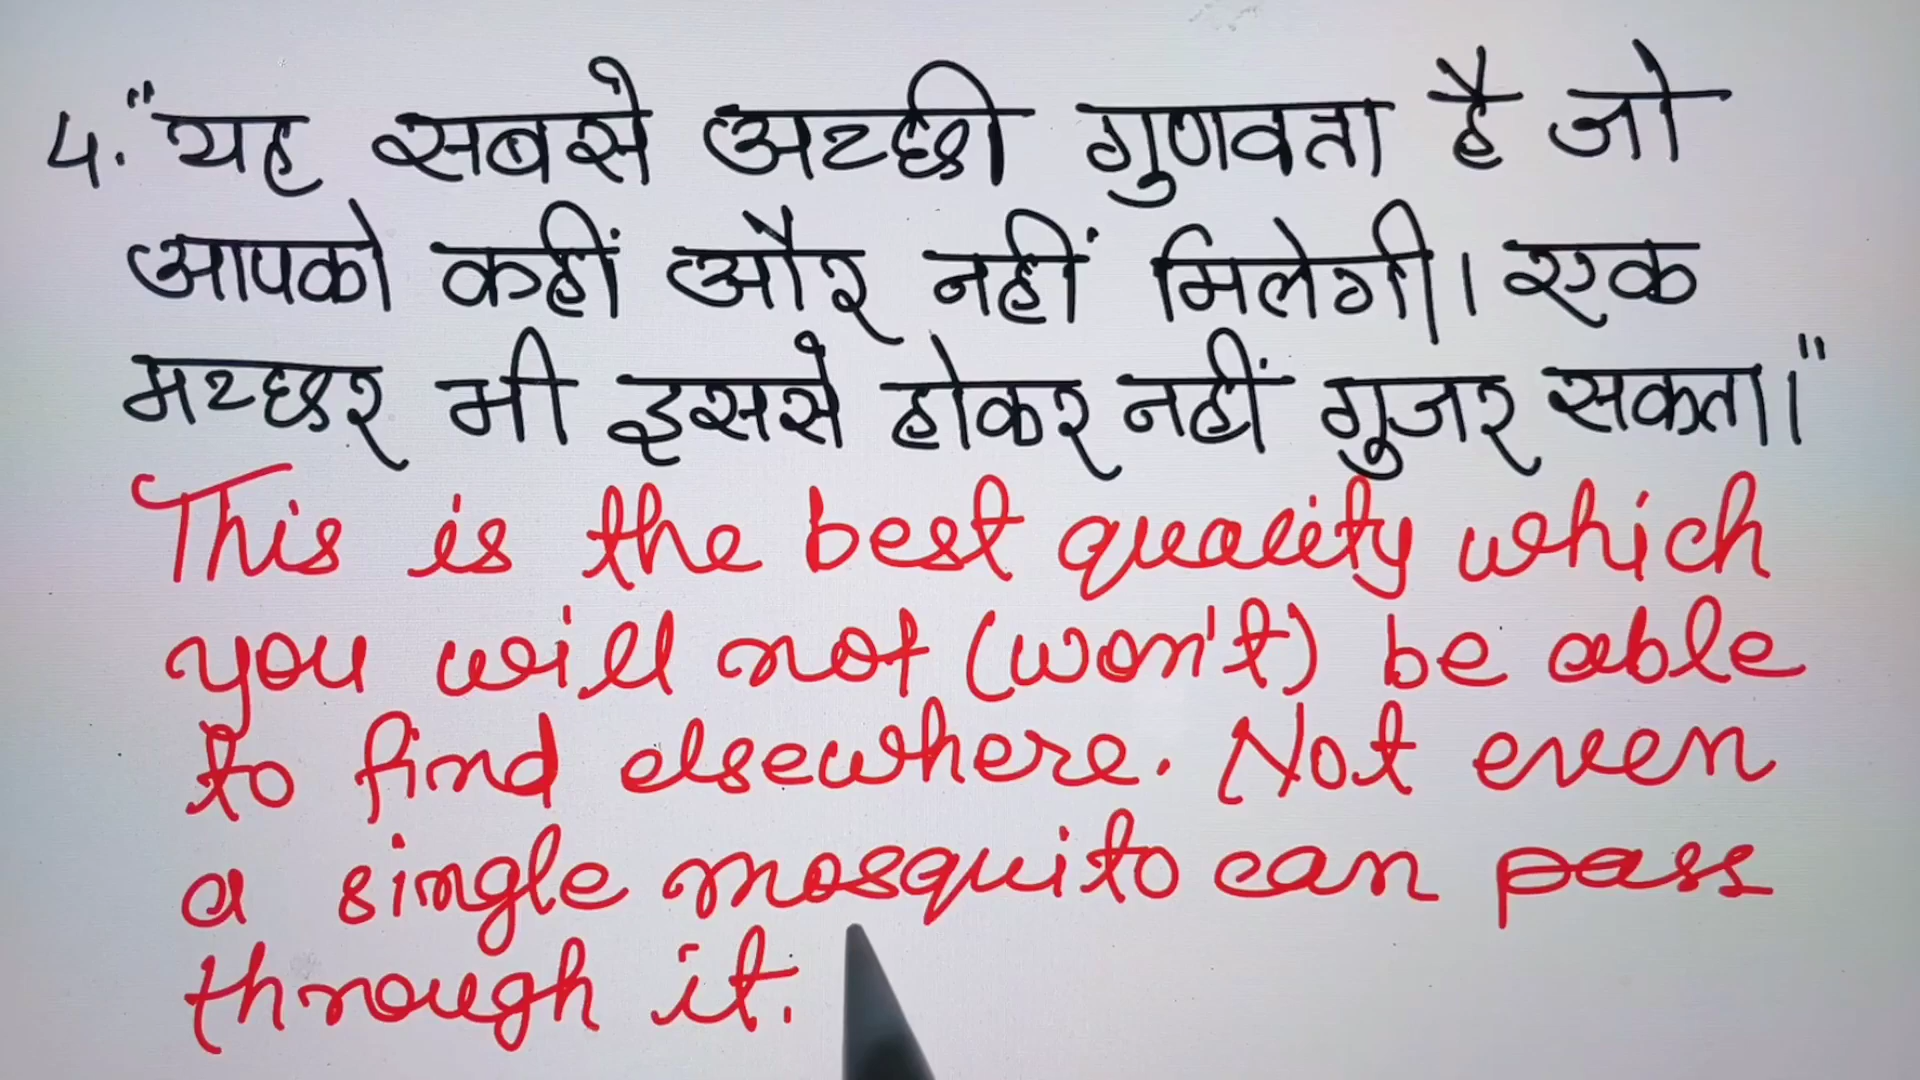 4. "यह सबसे अच्छी गुणवता है जो
आपको कहीं और नहीं मिलेगी। एक
मच्छर भी इससे होकर नहीं गुजर सकता।"
This is the best quality which
you will not (won't) be able
to find elsewhere. Not even
a single mosquito can pass
through it.